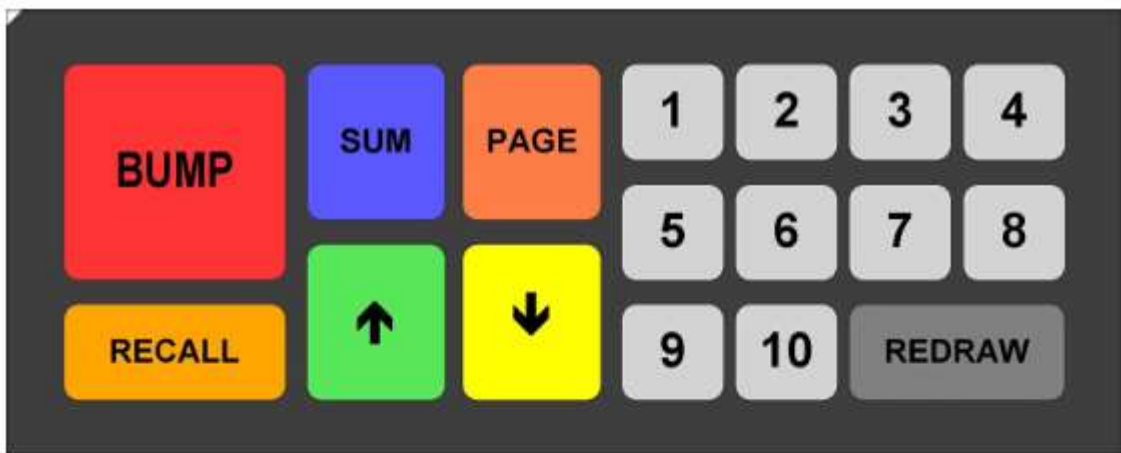 BUMP
SUM
PAGE
1 2 3 4
5 6 7 8
RECALL
↑
↓
9 10 REDRAW